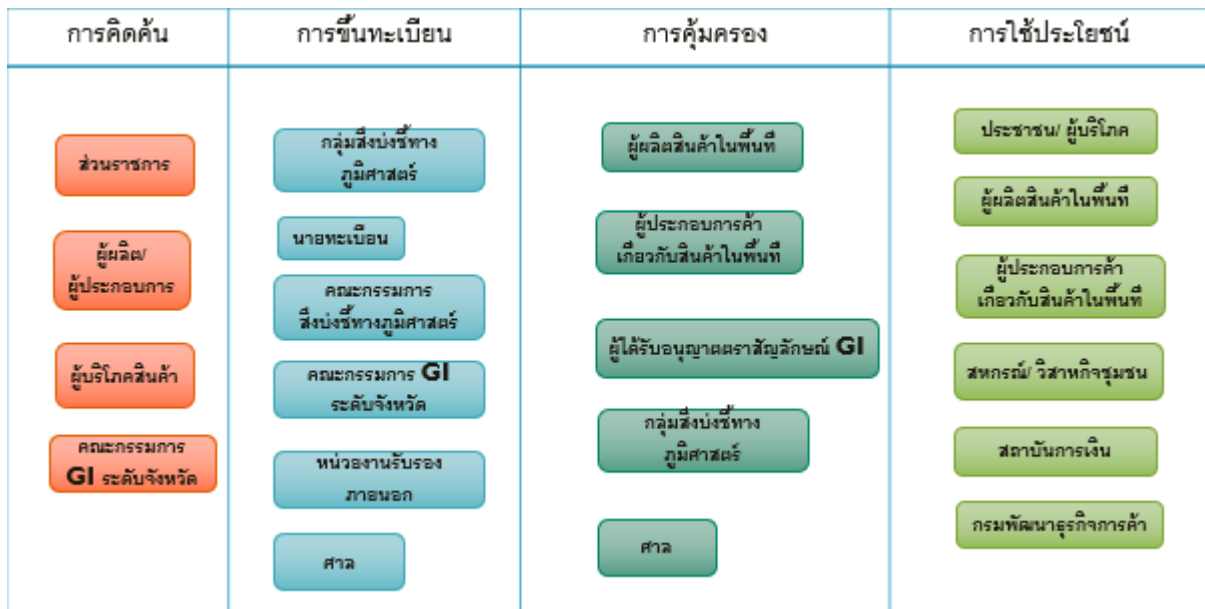 การคิดค้น
ส่วนราชการ
ผู้ผลิต/
ผู้ประกอบการ
ผู้บริโภคสินค้า
คณะกรรมการ
GI ระดับจังหวัด
การขึ้นทะเบียน
กลุ่มสิ่งบ่งชี้ทาง
ภูมิศาสตร์
นายทะเบียน
คณะกรรมการ
สิ่งบ่งชี้ทางภูมิศาสตร์
คณะกรรมการ GI
ระดับจังหวัด
หน่วยงานรับรอง
ภายนอก
ศาล
การคุ้มครอง
ผู้ผลิตสินค้าในพื้นที่
ผู้ประกอบการค้า
เกี่ยวกับสินค้าในพื้นที่
ผู้ได้รับอนุญาตตราสัญลักษณ์ GI
กลุ่มสิ่งบ่งชี้ทาง
ภูมิศาสตร์
ศาล
การใช้ประโยชน์
ประชาชน/ ผู้บริโภค
ผู้ผลิตสินค้าในพื้นที่
ผู้ประกอบการค้า
เกี่ยวกับสินค้าในพื้นที่
สหกรณ์/ วิสาหกิจชุมชน
สถาบันการเงิน
กรมพัฒนาธุรกิจการค้า